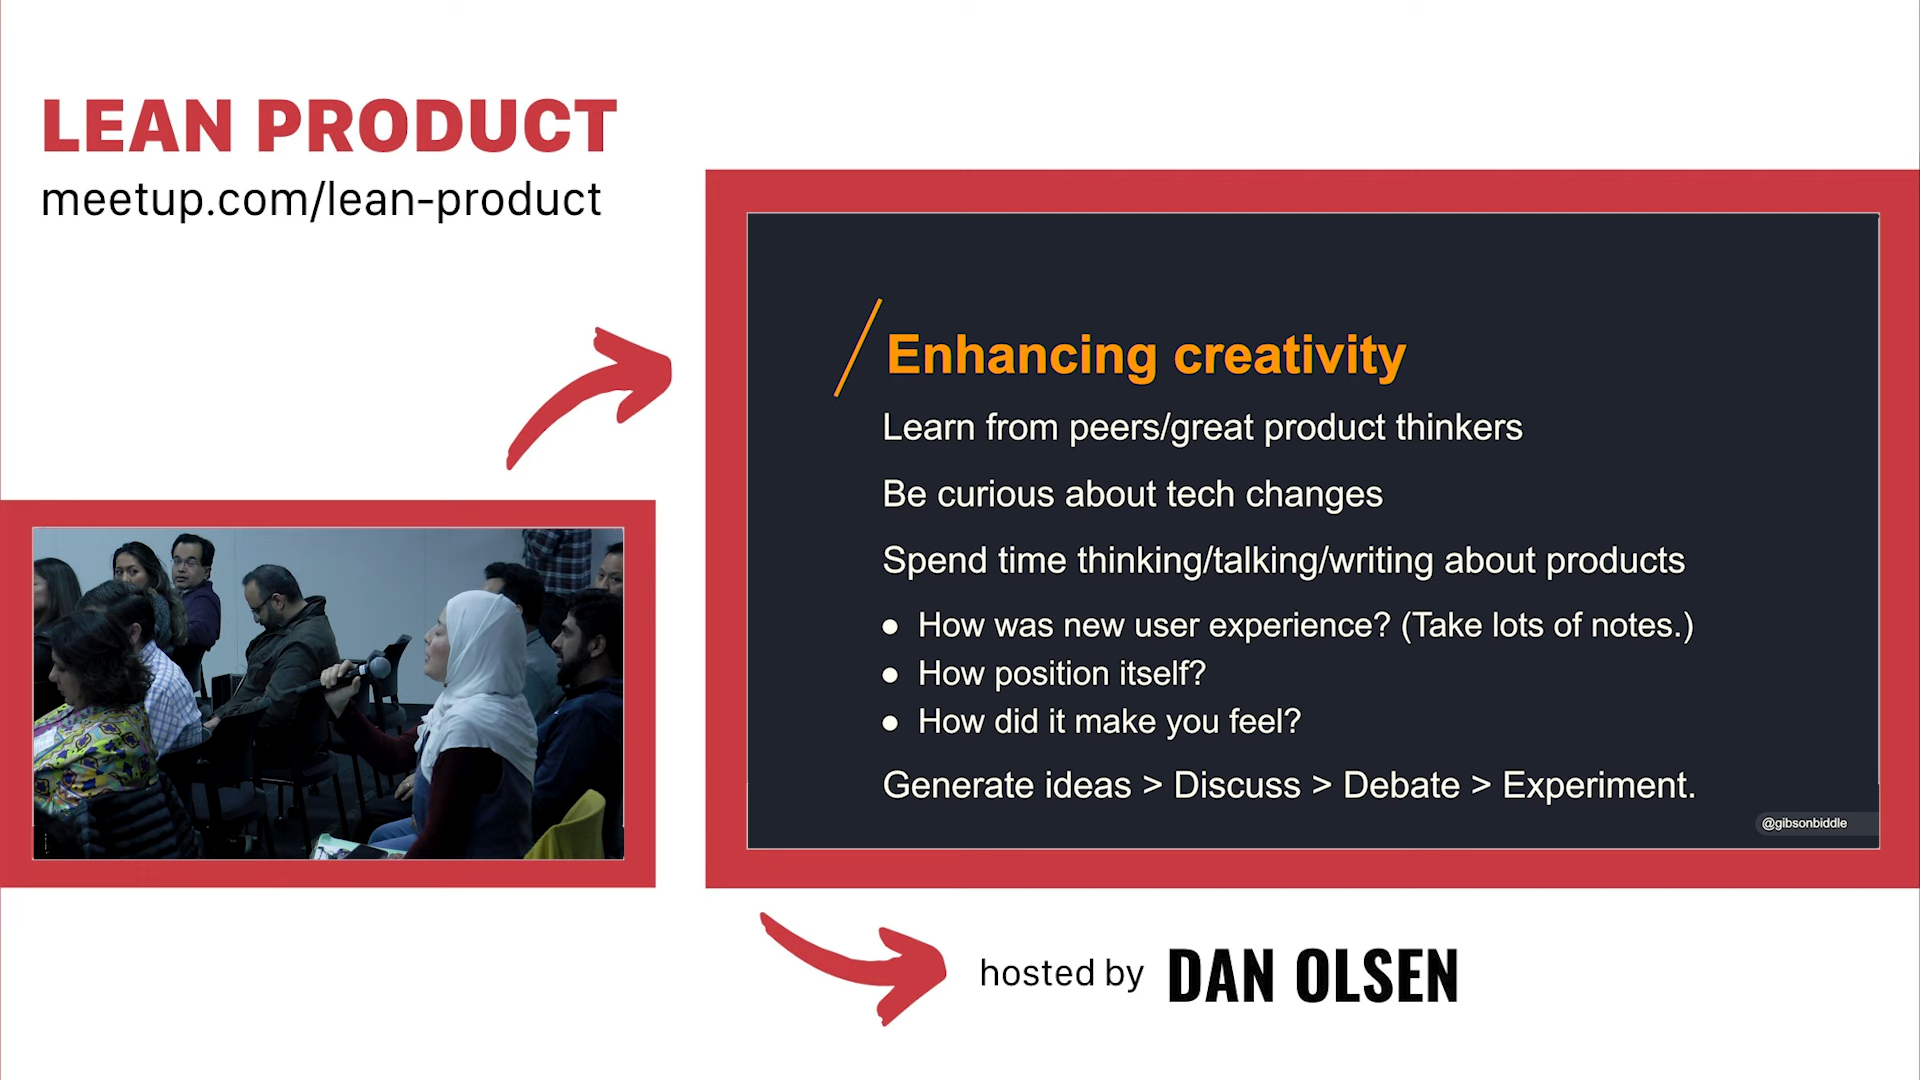 LEAN PRODUCT
meetup.com/lean-product
Enhancing creativity
Learn from peers/great product thinkers
Be curious about tech changes
Spend time thinking/talking/writing about products
● How was new user experience? (Take lots of notes.)
● How position itself?
● How did it make you feel?
Generate ideas > Discuss > Debate > Experiment.
@gibsonbiddle
hosted by DAN OLSEN